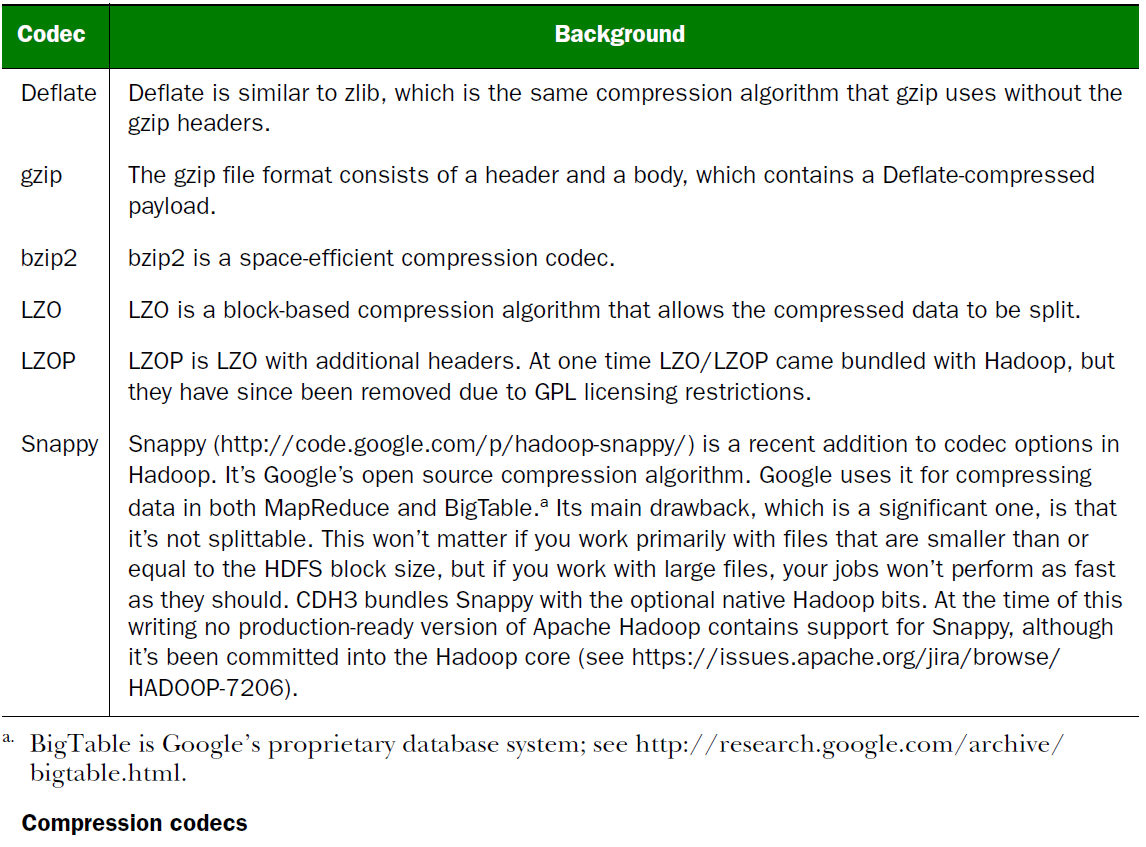 Codec Background
Deflate Deflate is similar to zlib, which is the same compression algorithm that gzip uses without the
gzip headers.
gzip The gzip file format consists of a header and a body, which contains a Deflate-compressed
payload.
bzip2 bzip2 is a space-efficient compression codec.
LZO LZO is a block-based compression algorithm that allows the compressed data to be split.
LZOP LZOP is LZO with additional headers. At one time LZO/LZOP came bundled with Hadoop, but
they have since been removed due to GPL licensing restrictions.
Snappy Snappy (http://code.google.com/p/hadoop-snappy/) is a recent addition to codec options in
Hadoop. It’s Google’s open source compression algorithm. Google uses it for compressing
data in both MapReduce and BigTable.a Its main drawback, which is a significant one, is that
it’s not splittable. This won’t matter if you work primarily with files that are smaller than or
equal to the HDFS block size, but if you work with large files, your jobs won’t perform as fast
as they should. CDH3 bundles Snappy with the optional native Hadoop bits. At the time of this
writing no production-ready version of Apache Hadoop contains support for Snappy, although
it’s been committed into the Hadoop core (see https://issues.apache.org/jira/browse/
HADOOP-7206).
a. BigTable is Google’s proprietary database system; see http://research.google.com/archive/
bigtable.html.
Compression codecs